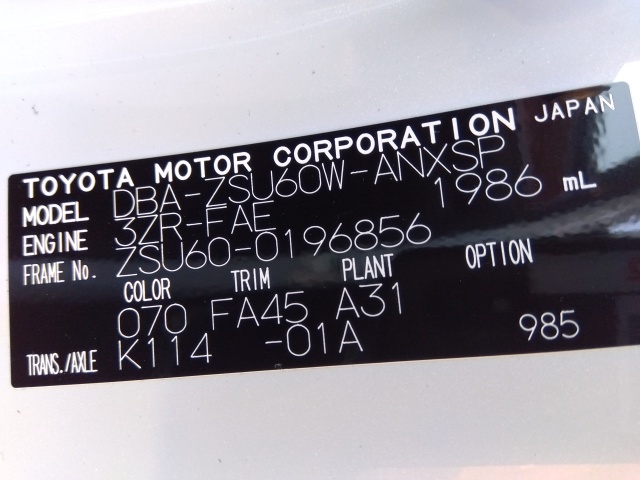 TOYOTA MOTOR CORPORATION JAPAN
MODEL DBA-ZSU60W-ANXSP
ENGINE 3ZR-FAE 1986 mL
FRAME No. ZSU60-0196856
COLOR TRIM PLANT OPTION
070 FA45 A31
TRANS./AXLE K114 -01A 985